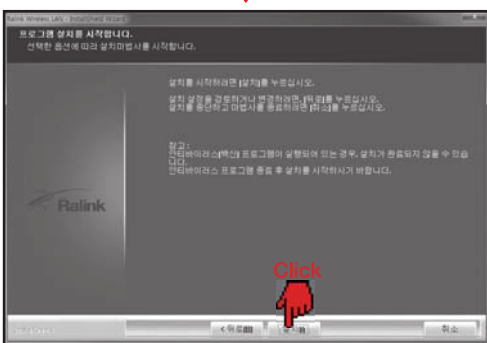 Ralink Wireless LAN - InstallShield Wizard
프로그램 설치를 시작합니다.
선택한 옵션에 따라 설치마법사를 시작합니다.
설치를 시작하려면 [설치]를 누르십시오.
설치 설정을 검토하거나 변경하려면, [뒤로]를 누르십시오.
설치를 중단하고 마법사를 종료하려면 [취소]를 누르십시오.
참고:
안티바이러스[백신] 프로그램이 실행되어 있는 경우, 설치가 완료되지 않을 수 있습
니다.
안티바이러스 프로그램 종료 후 설치를 시작하시기 바랍니다.
Ralink
Click
< 뒤로
취소